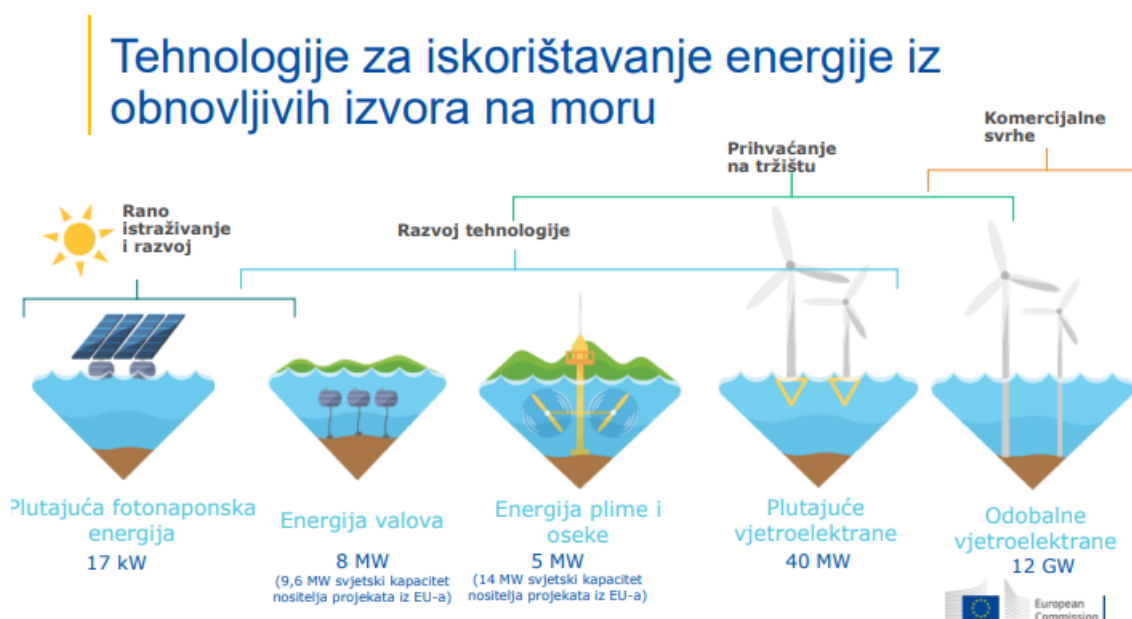 Tehnologije za iskorištavanje energije iz
obnovljivih izvora na moru
Komercijalne
svrhe
Prihvaćanje
na tržištu
Rano
istraživanje
i razvoj
Razvoj tehnologije
Plutajuća fotonaponska
energija
17 kW
Energija valova
8 MW
(9,6 MW svjetski kapacitet
nositelja projekata iz EU-a)
Energija plime i
oseke
5 MW
(14 MW svjetski kapacitet
nositelja projekata iz EU-a)
Plutajuće
vjetroelektrane
40 MW
Odobalne
vjetroelektrane
12 GW
European
Commission